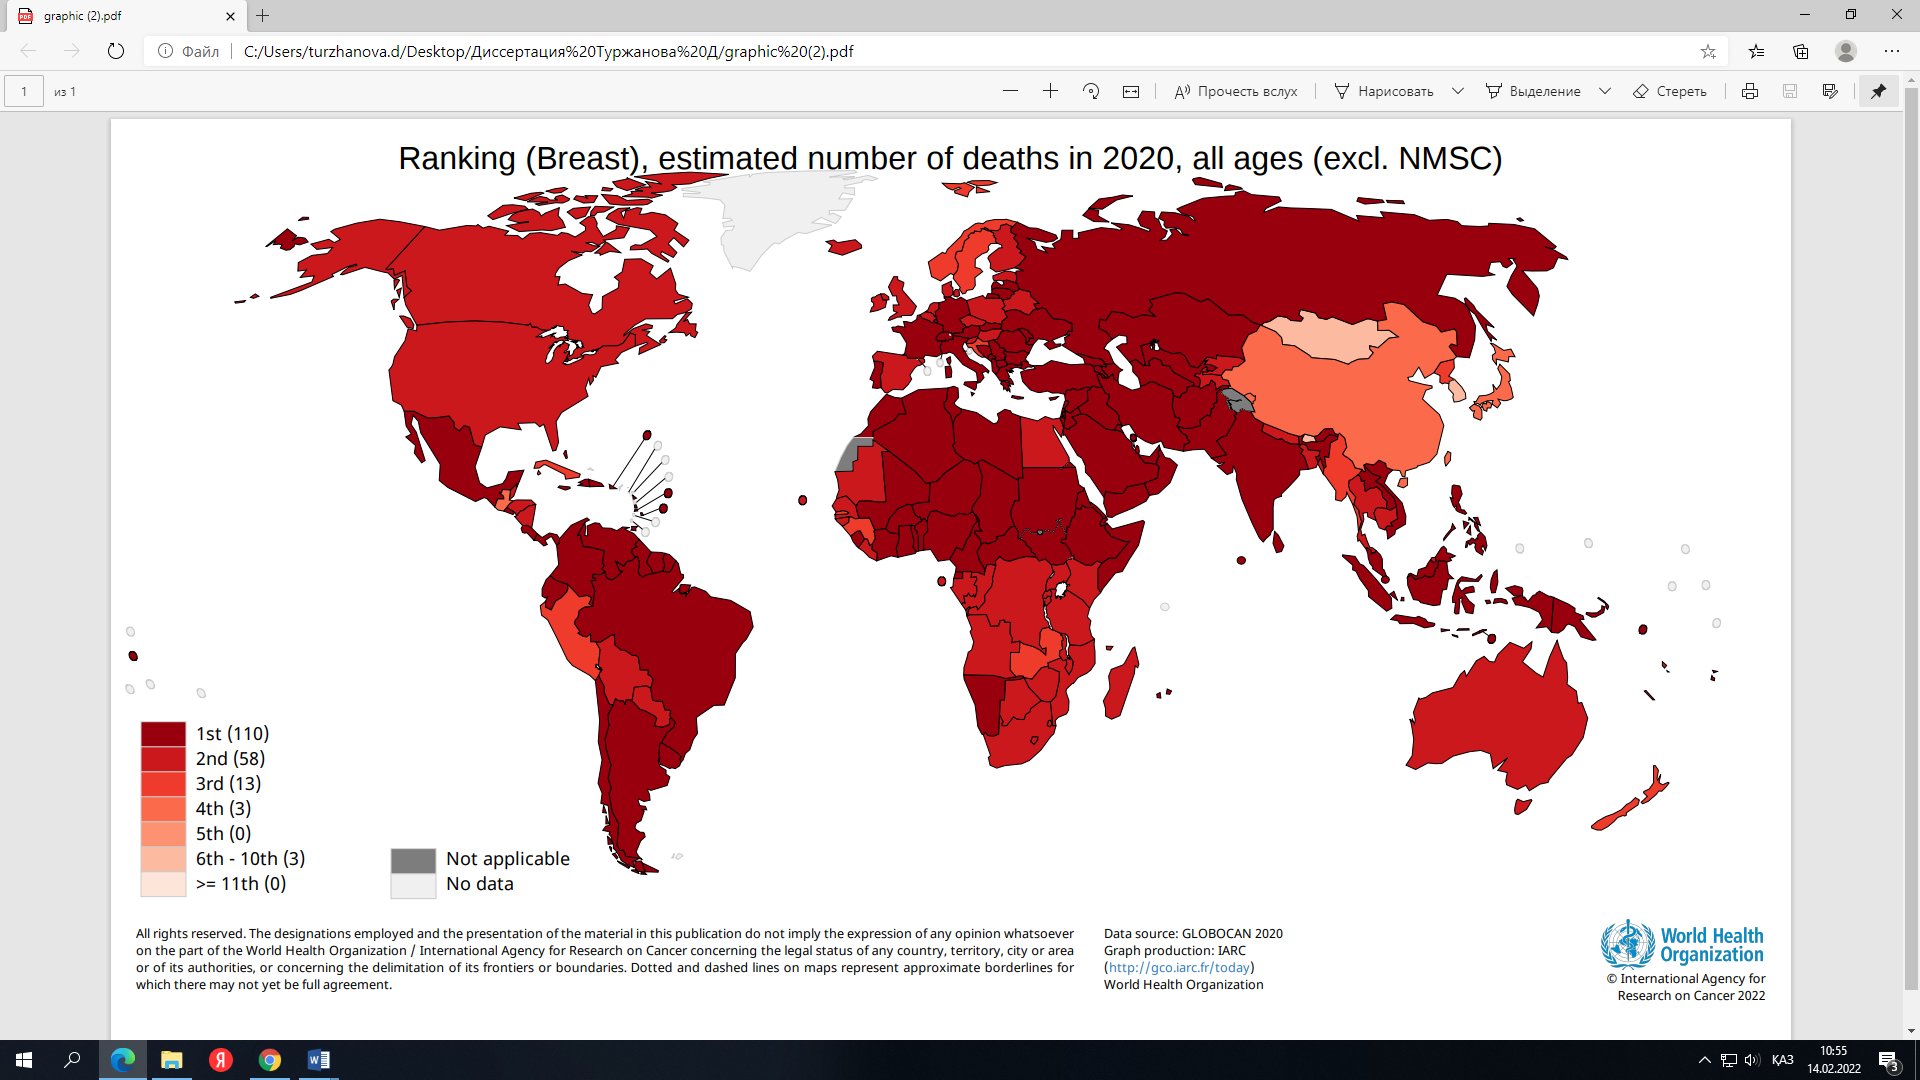 graphic (2).pdf
Файл
C:/Users/turzhanova.d/Desktop/Диссертация%20Туржанова%20Д/graphic%20(2).pdf
1
из 1
Прочесть вслух
Нарисовать
Выделение
Стереть
Ranking (Breast), estimated number of deaths in 2020, all ages (excl. NMSC)
1st (110)
2nd (58)
3rd (13)
4th (3)
5th (0)
6th - 10th (3)
>= 11th (0)
Not applicable
No data
All rights reserved. The designations employed and the presentation of the material in this publication do not imply the expression of any opinion whatsoever
on the part of the World Health Organization / International Agency for Research on Cancer concerning the legal status of any country, territory, city or area
or of its authorities, or concerning the delimitation of its frontiers or boundaries. Dotted and dashed lines on maps represent approximate borderlines for
which there may not yet be full agreement.
Data source: GLOBOCAN 2020
Graph production: IARC
(http://gco.iarc.fr/today)
World Health Organization
World Health
Organization
© International Agency for
Research on Cancer 2022
ҚАЗ
10:55
14.02.2022
3